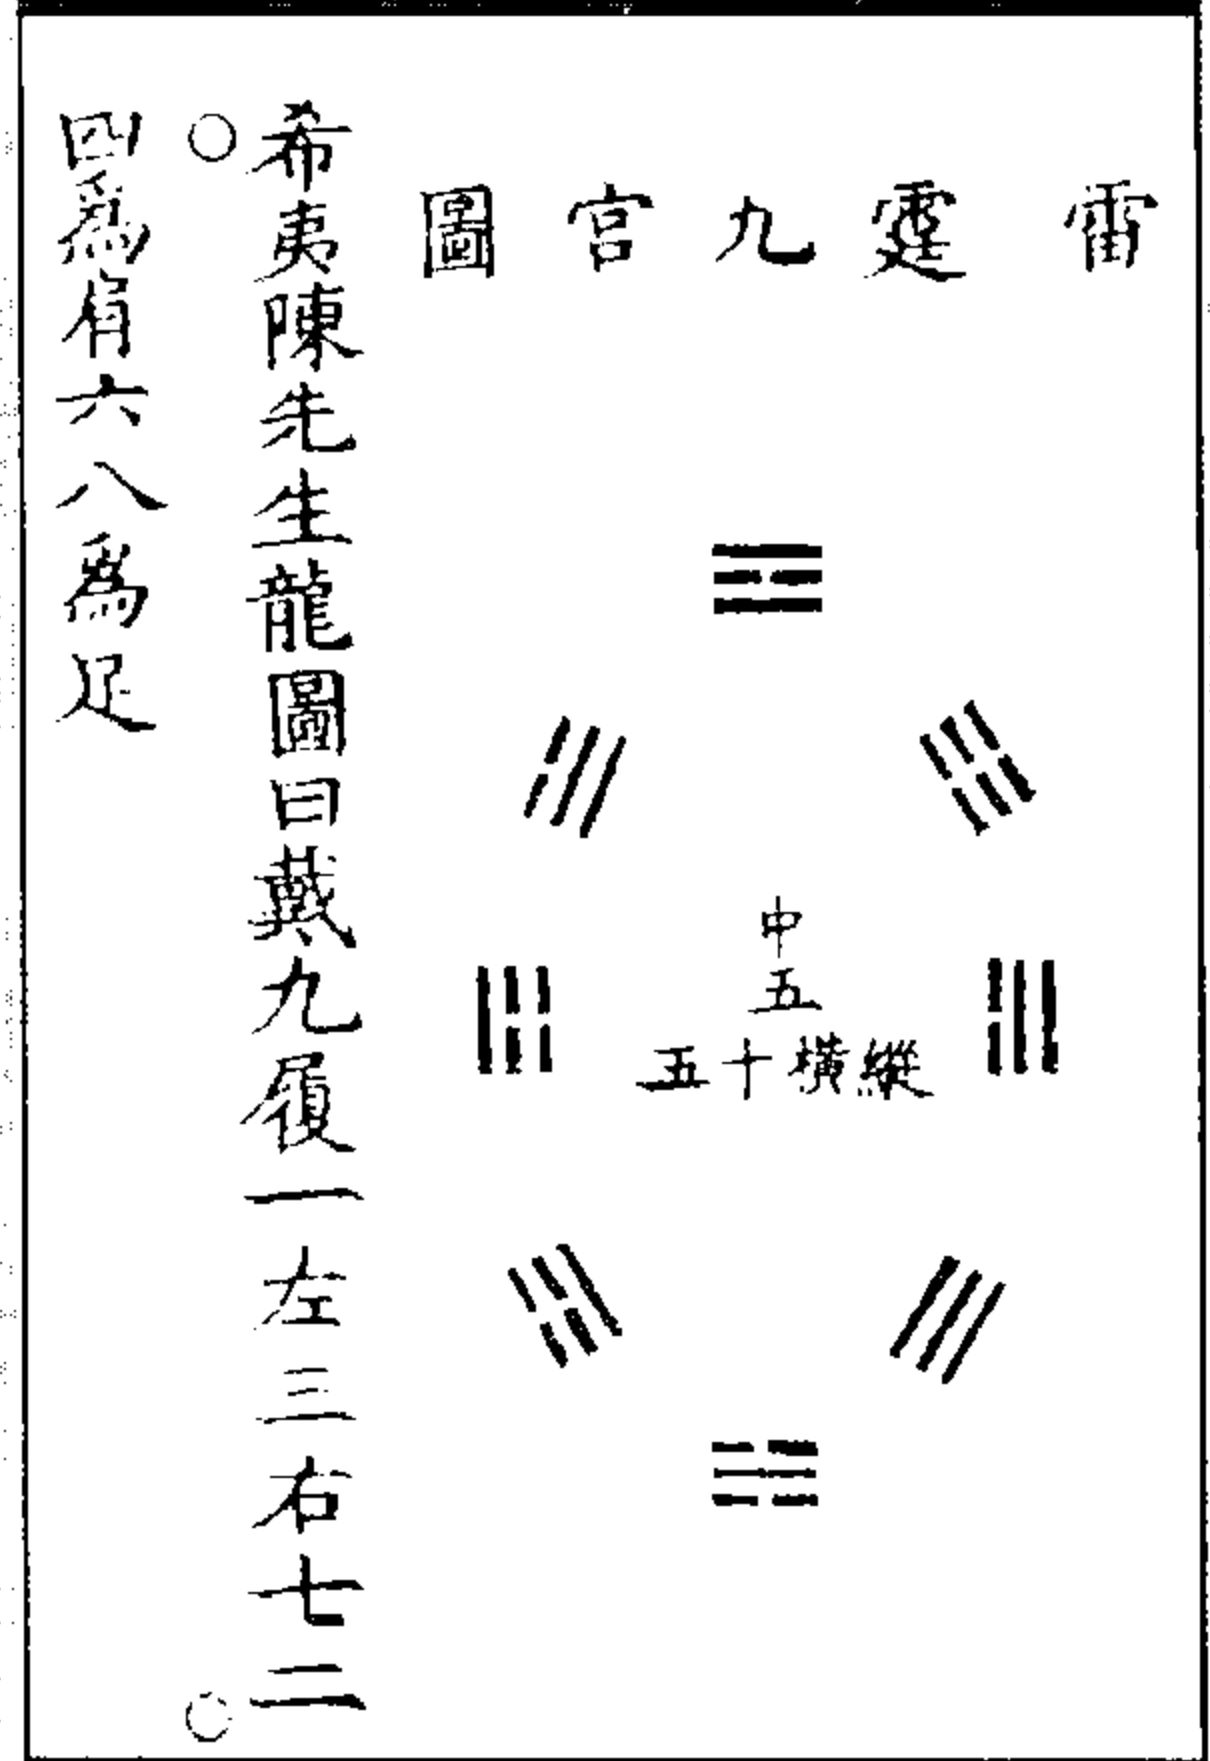 雷霆九宮圖
中五
縱橫十五
希夷陳先生龍圖曰戴九履一左三右七二
四為肩六八為足